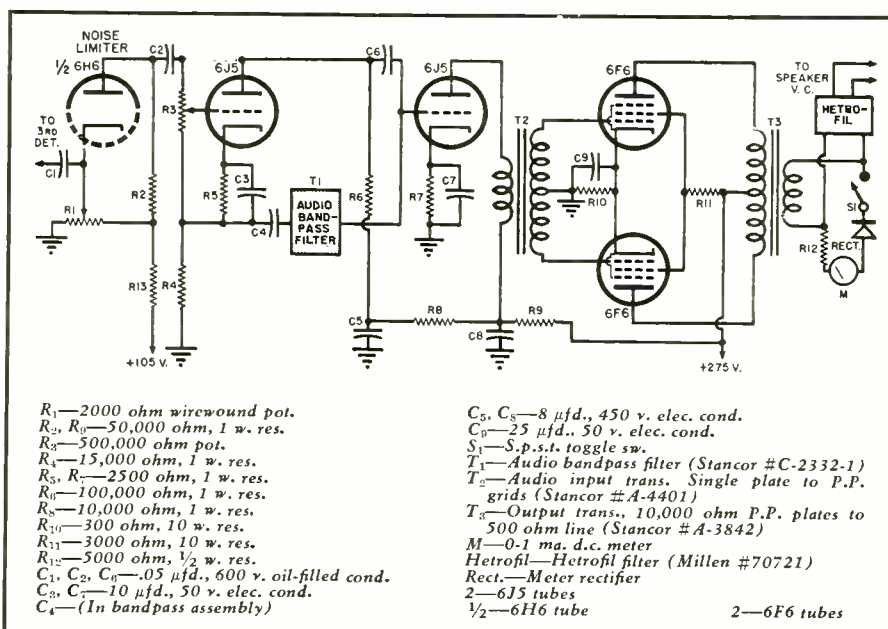 NOISE
LIMITER
½ 6H6
C2
6J5
C6
6J5
6F6
TO
SPEAKER
V. C.
HETRO-
FIL
TO
3RD
DET.
C1
R3
T2
T3
R1
R2
R5
C3
C4
T1
AUDIO
BAND-
PASS
FILTER
R6
R7
C7
C9
R10
R11
S1
R12
RECT.
M
R13
R4
6F6
C5
R8
C8
R9
+105 V.
+275 V.
R₁—2000 ohm wirewound pot.
R₂, R₉—50,000 ohm, 1 w. res.
R₃—500,000 ohm pot.
R₄—15,000 ohm, 1 w. res.
R₅, R₇—2500 ohm, 1 w. res.
R₆—100,000 ohm, 1 w. res.
R₈—10,000 ohm, 1 w. res.
R₁₀—300 ohm, 10 w. res.
R₁₁—3000 ohm, 10 w. res.
R₁₂—5000 ohm, ½ w. res.
C₁, C₂, C₆—.05 µfd., 600 v. oil-filled cond.
C₃, C₇—10 µfd., 50 v. elec. cond.
C₄—(In bandpass assembly)
C₅, C₈—8 µfd., 450 v. elec. cond.
C₉—25 µfd., 50 v. elec. cond.
S₁—S.p.s.t. toggle sw.
T₁—Audio bandpass filter (Stancor #C-2332-1)
T₂—Audio input trans. Single plate to P.P.
grids (Stancor #A-4401)
T₃—Output trans., 10,000 ohm P.P. plates to
500 ohm line (Stancor #A-3842)
M—0-1 ma. d.c. meter
Hetrofil—Hetrofil filter (Millen #70721)
Rect.—Meter rectifier
2—6J5 tubes
½—6H6 tube 2—6F6 tubes